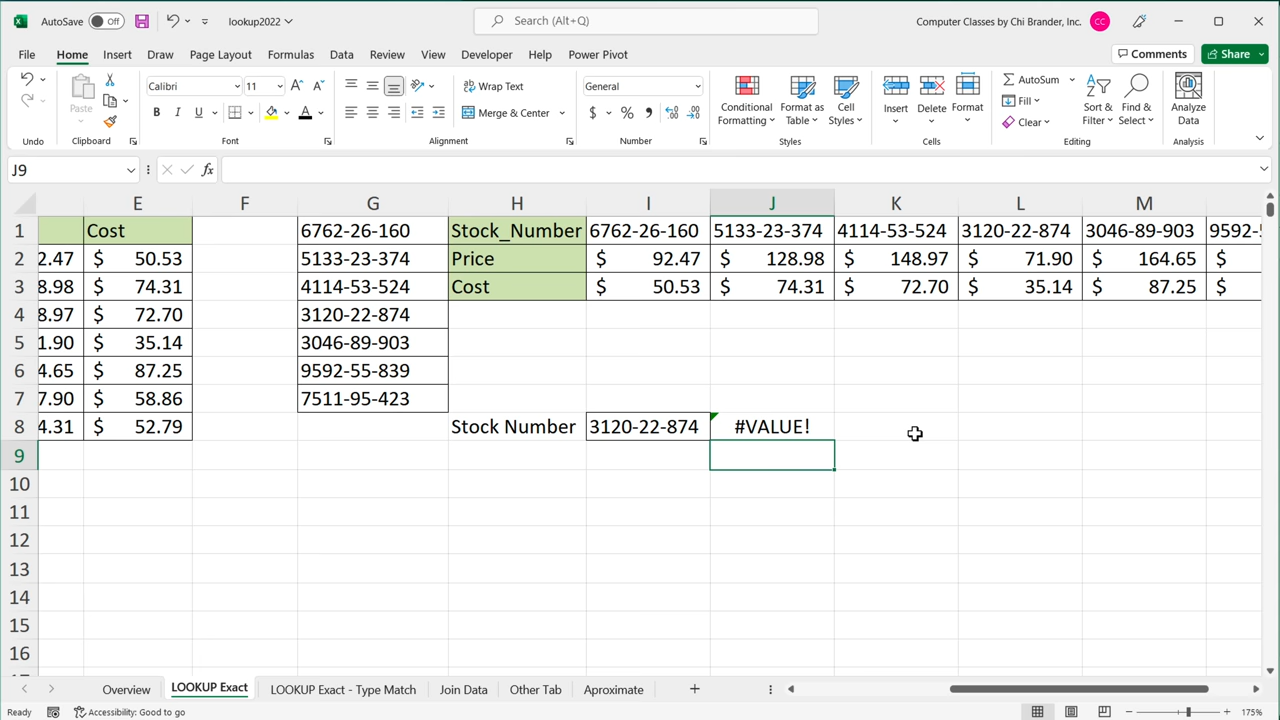 AutoSave Off lookup2022 Search (Alt+Q) Computer Classes by Chi Brander, Inc. CC
File Home Insert Draw Page Layout Formulas Data Review View Developer Help Power Pivot Comments Share
Paste Calibri 11 Wrap Text General Conditional Formatting Format as Table Cell Styles Insert Delete Format AutoSum Sort & Filter Find & Select Analyze Data
B I U A Merge & Center $ % , Fill
Clear
Undo Clipboard Font Alignment Number Styles Cells Editing Analysis
J9 fx
E F G H I J K L M
1 Cost 6762-26-160 Stock_Number 6762-26-160 5133-23-374 4114-53-524 3120-22-874 3046-89-903 9592-
2 2.47 $ 50.53 5133-23-374 Price $ 92.47 $ 128.98 $ 148.97 $ 71.90 $ 164.65 $
3 8.98 $ 74.31 4114-53-524 Cost $ 50.53 $ 74.31 $ 72.70 $ 35.14 $ 87.25 $
4 8.97 $ 72.70 3120-22-874
5 1.90 $ 35.14 3046-89-903
6 4.65 $ 87.25 9592-55-839
7 7.90 $ 58.86 7511-95-423
8 4.31 $ 52.79 Stock Number 3120-22-874 #VALUE!
9
10
11
12
13
14
15
16
Overview LOOKUP Exact LOOKUP Exact - Type Match Join Data Other Tab Aproximate
Ready Accessibility: Good to go 175%